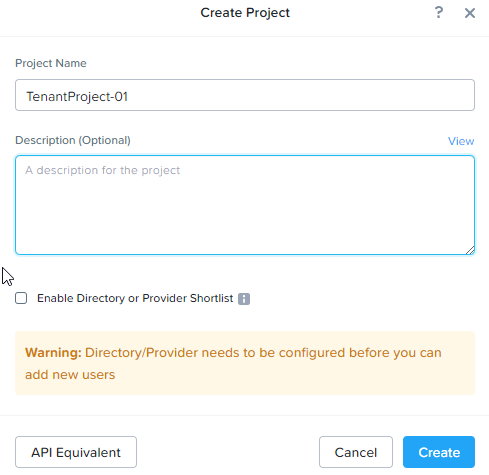 Create Project
?
Project Name
TenantProject-01
Description (Optional)
View
A description for the project
Enable Directory or Provider Shortlist
Warning: Directory/Provider needs to be configured before you can
add new users
API Equivalent
Cancel
Create